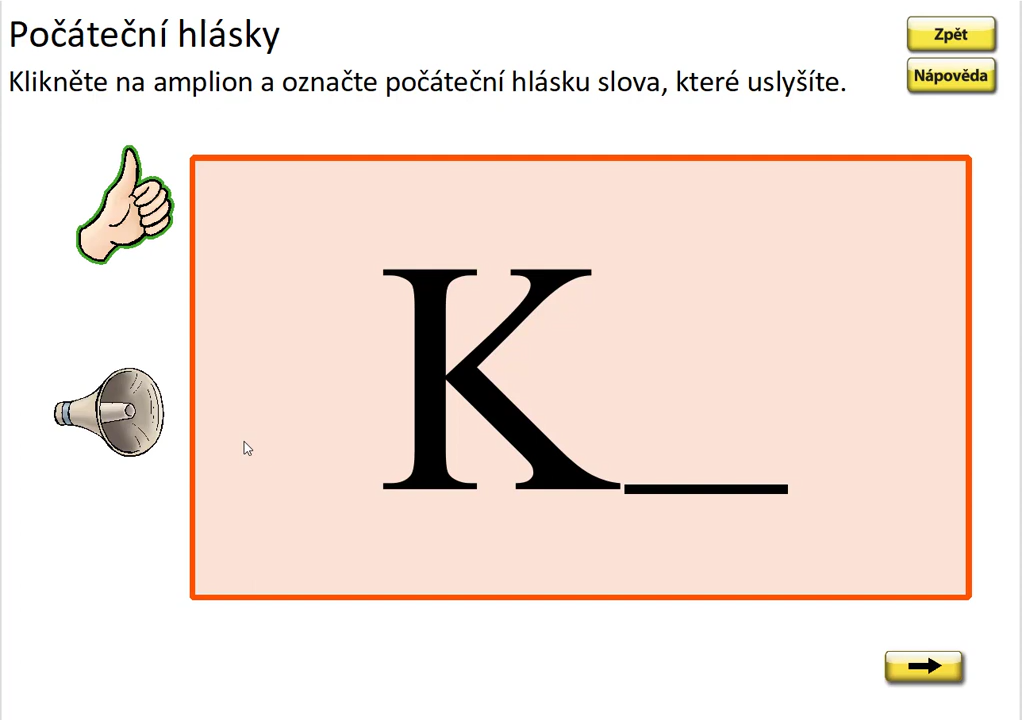 Počáteční hlásky
Zpět
Klikněte na amplion a označte počáteční hlásku slova, které uslyšíte.
Nápověda
K_